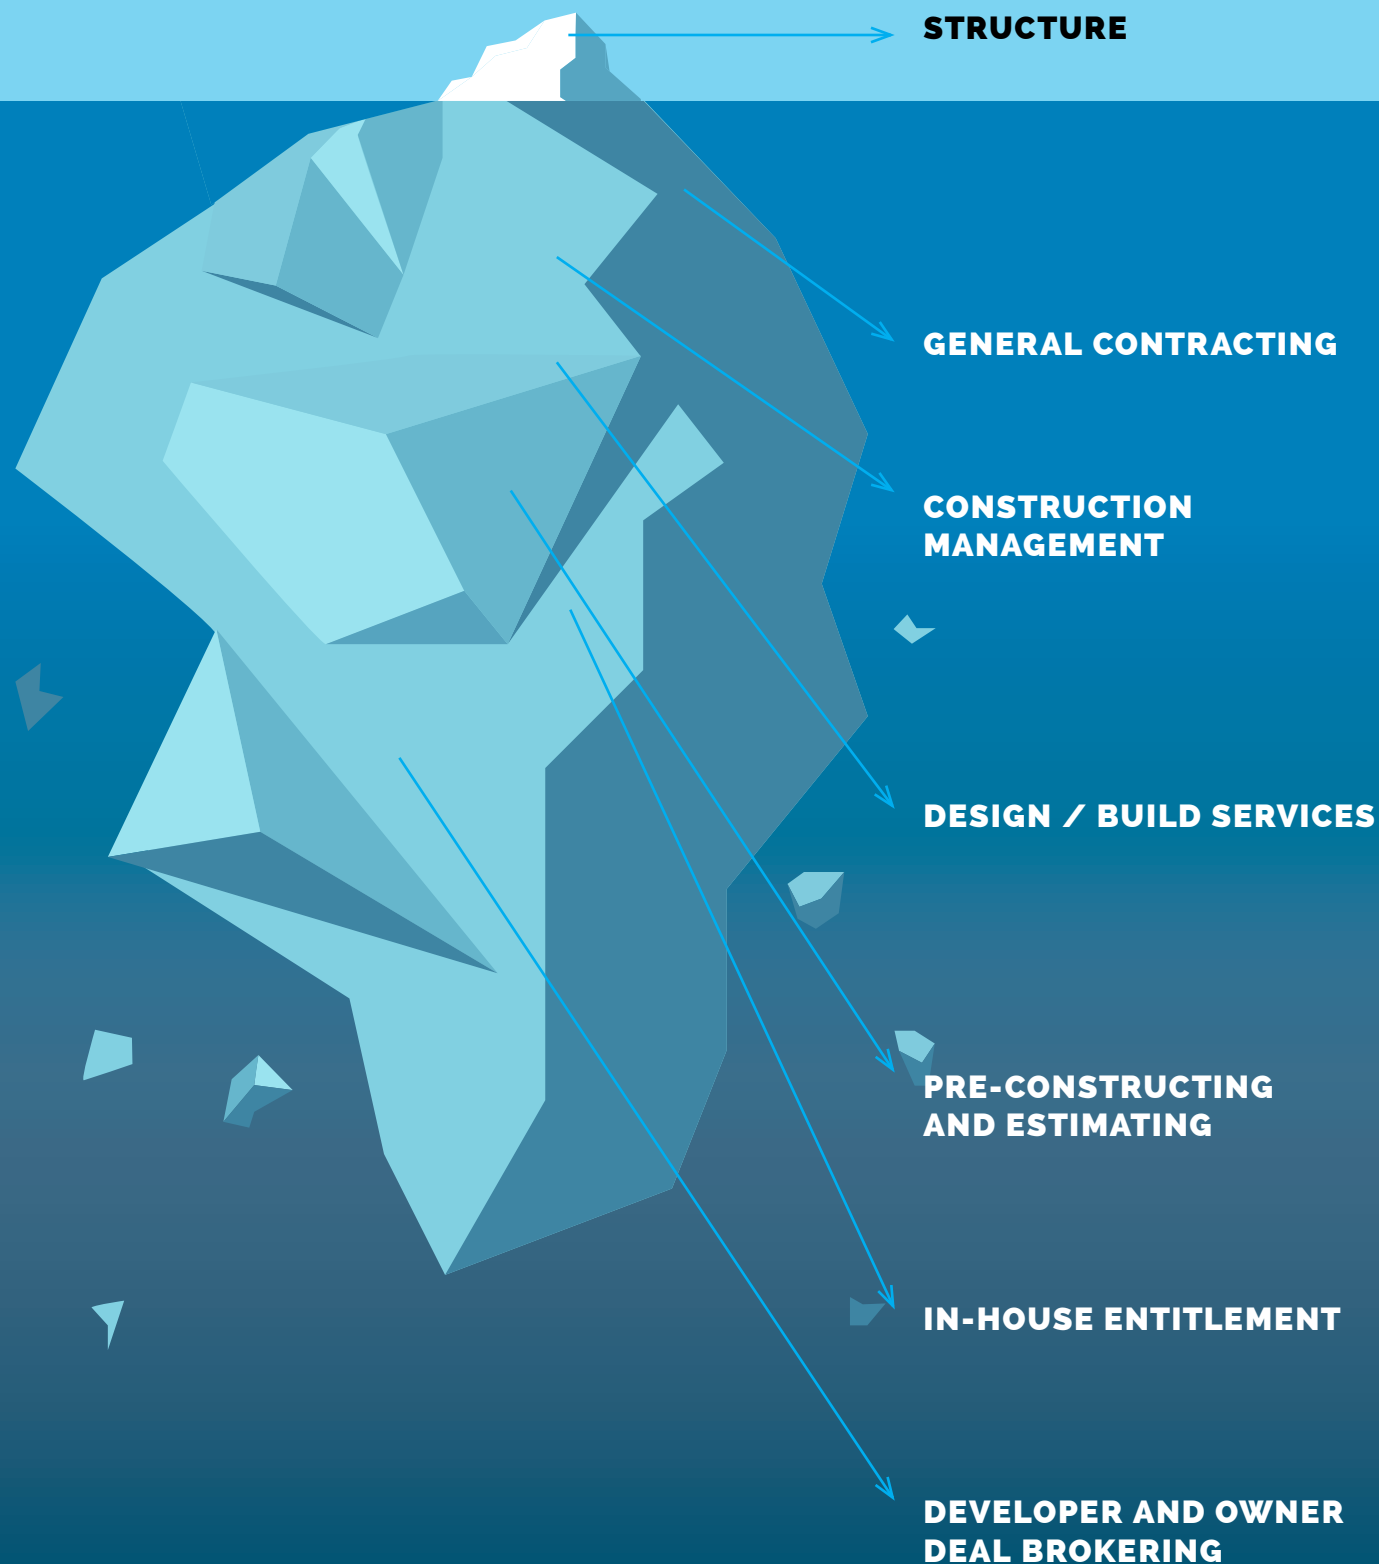 STRUCTURE
GENERAL CONTRACTING
CONSTRUCTION
MANAGEMENT
DESIGN / BUILD SERVICES
PRE-CONSTRUCTING
AND ESTIMATING
IN-HOUSE ENTITLEMENT
DEVELOPER AND OWNER
DEAL BROKERING